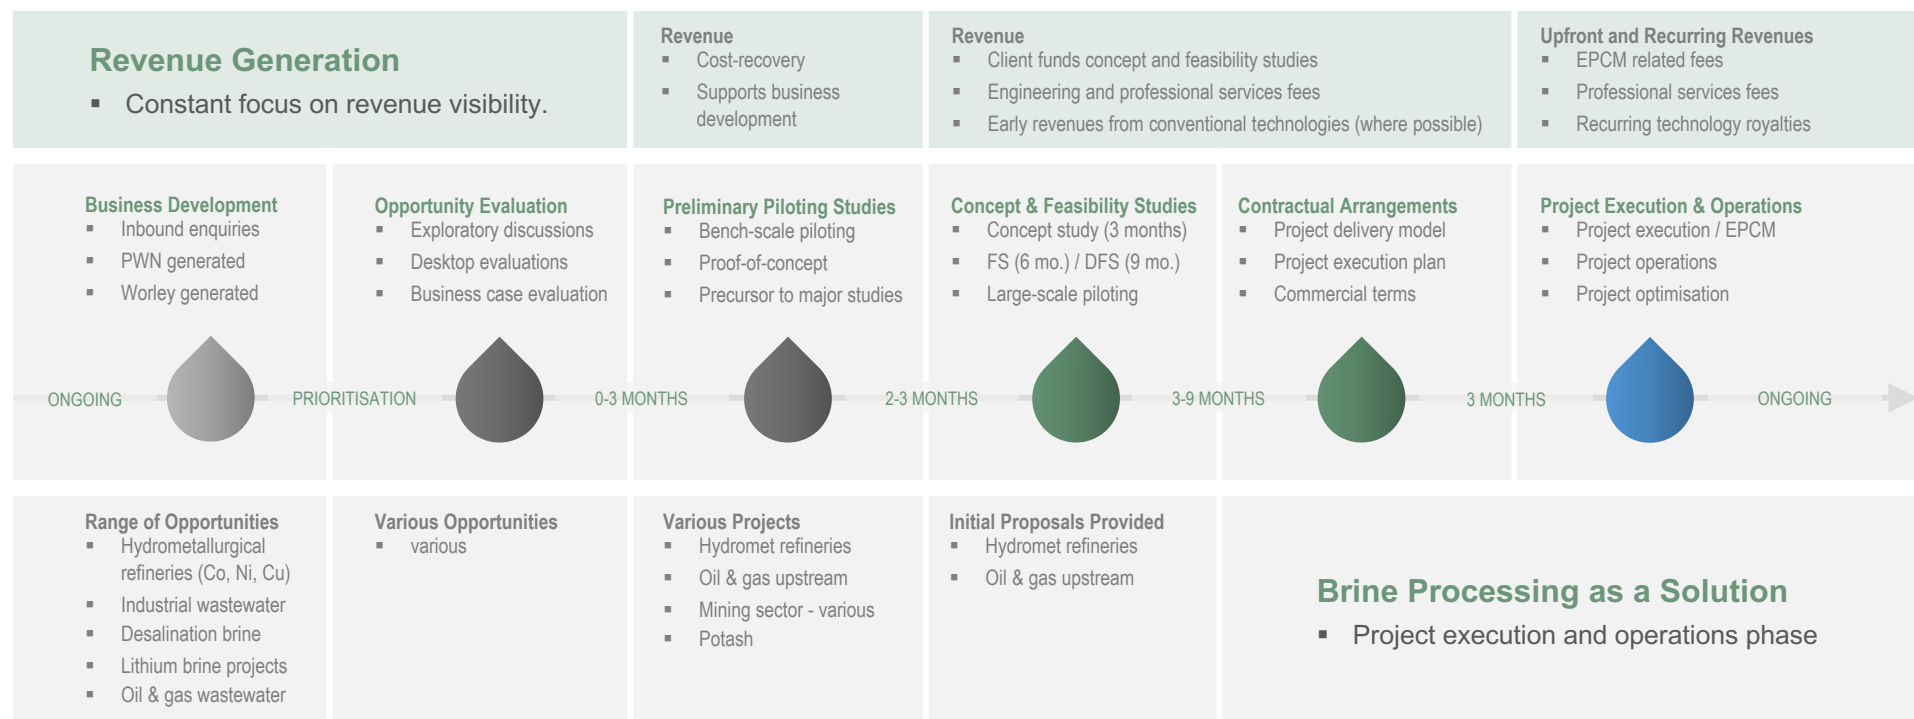 Revenue Generation
▪ Constant focus on revenue visibility.
Revenue
▪ Cost-recovery
▪ Supports business
development
Revenue
▪ Client funds concept and feasibility studies
▪ Engineering and professional services fees
▪ Early revenues from conventional technologies (where possible)
Upfront and Recurring Revenues
▪ EPCM related fees
▪ Professional services fees
▪ Recurring technology royalties
Business Development
▪ Inbound enquiries
▪ PWN generated
▪ Worley generated
Opportunity Evaluation
▪ Exploratory discussions
▪ Desktop evaluations
▪ Business case evaluation
Preliminary Piloting Studies
▪ Bench-scale piloting
▪ Proof-of-concept
▪ Precursor to major studies
Concept & Feasibility Studies
▪ Concept study (3 months)
▪ FS (6 mo.) / DFS (9 mo.)
▪ Large-scale piloting
Contractual Arrangements
▪ Project delivery model
▪ Project execution plan
▪ Commercial terms
Project Execution & Operations
▪ Project execution / EPCM
▪ Project operations
▪ Project optimisation
ONGOING
PRIORITISATION
0-3 MONTHS
2-3 MONTHS
3-9 MONTHS
3 MONTHS
ONGOING
Range of Opportunities
▪ Hydrometallurgical
refineries (Co, Ni, Cu)
▪ Industrial wastewater
▪ Desalination brine
▪ Lithium brine projects
▪ Oil & gas wastewater
Various Opportunities
▪ various
Various Projects
▪ Hydromet refineries
▪ Oil & gas upstream
▪ Mining sector - various
▪ Potash
Initial Proposals Provided
▪ Hydromet refineries
▪ Oil & gas upstream
Brine Processing as a Solution
▪ Project execution and operations phase